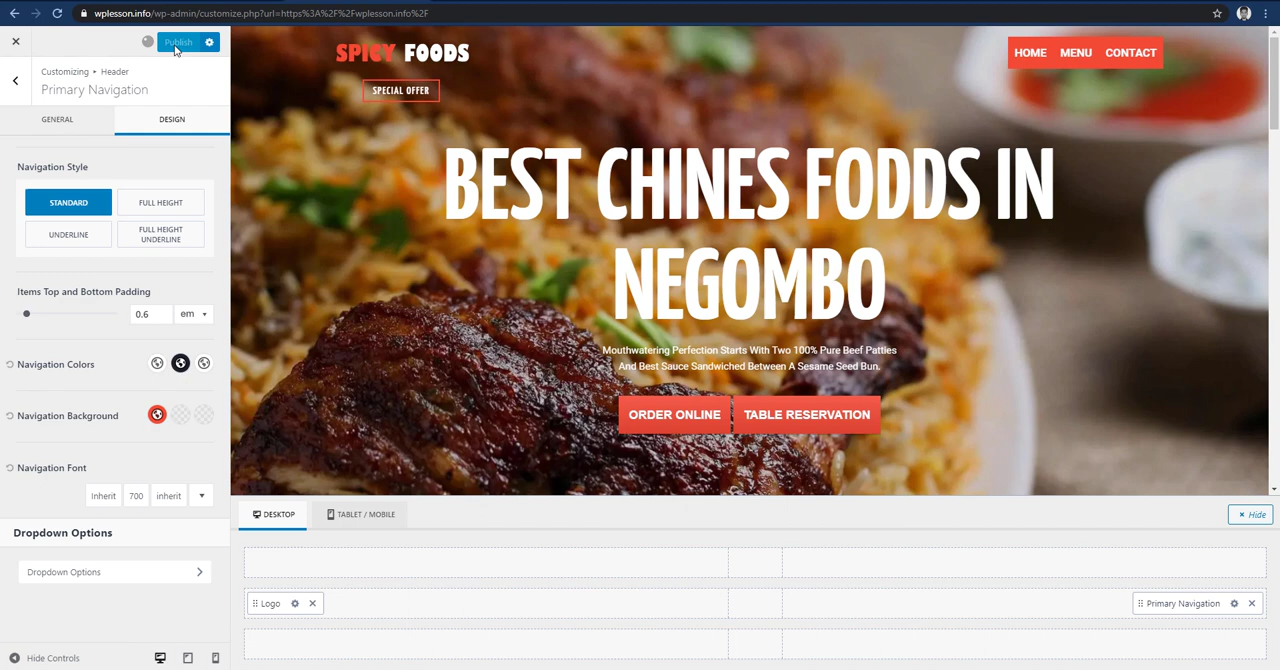 wplesson.info/wp-admin/customize.php?url=https%3A%2F%2Fwplesson.info%2F
Publish
Customizing ▸ Header
Primary Navigation
GENERAL
DESIGN
Navigation Style
STANDARD
FULL HEIGHT
UNDERLINE
FULL HEIGHT
UNDERLINE
Items Top and Bottom Padding
0.6
em
Navigation Colors
Navigation Background
Navigation Font
Inherit
700
inherit
Dropdown Options
Dropdown Options
Hide Controls
SPICY FOODS
HOME MENU CONTACT
SPECIAL OFFER
BEST CHINES FODDS IN
NEGOMBO
Mouthwatering Perfection Starts With Two 100% Pure Beef Patties
And Best Sauce Sandwiched Between A Sesame Seed Bun.
ORDER ONLINE
TABLE RESERVATION
DESKTOP
TABLET / MOBILE
× Hide
Logo
Primary Navigation